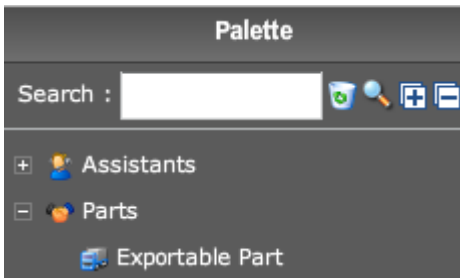 Palette
Search :
Assistants
Parts
Exportable Part